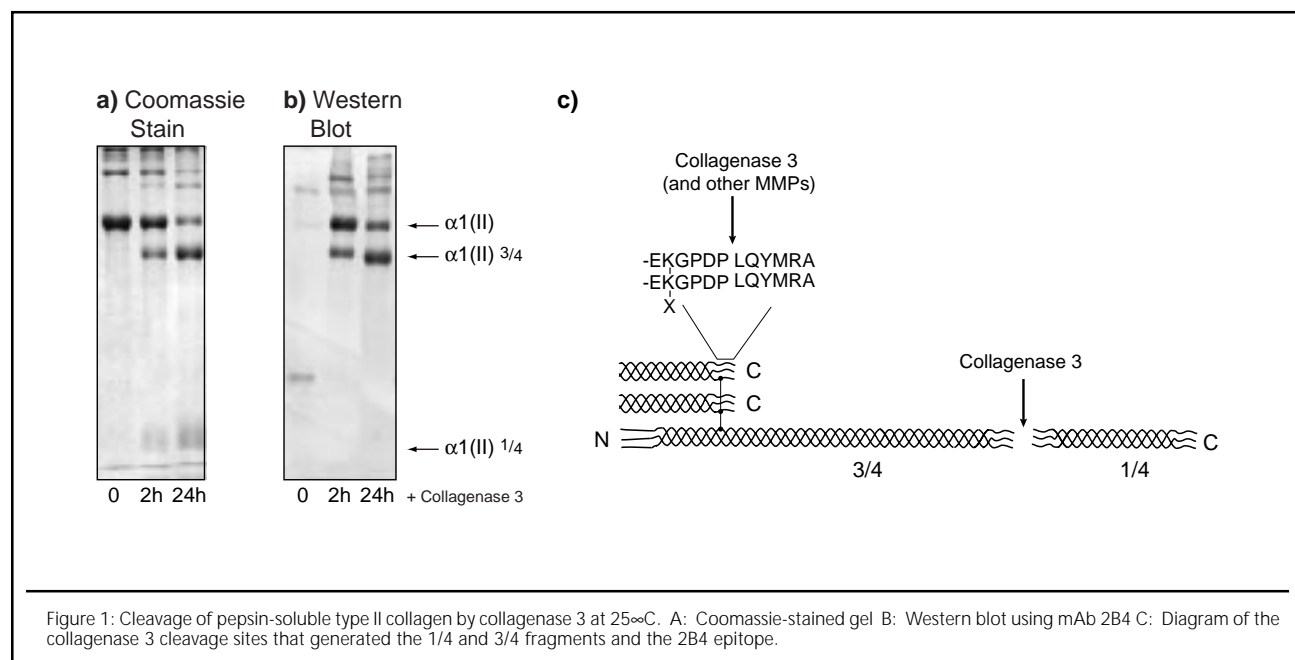 a) Coomassie
Stain
b) Western
Blot
c)
α1(II)
α1(II) 3/4
α1(II) 1/4
0 2h 24h
0 2h 24h + Collagenase 3
Collagenase 3
(and other MMPs)
-EKGPDP LQYMRA
-EKGPDP LQYMRA
X
C
C
Collagenase 3
N
C
3/4
1/4
Figure 1: Cleavage of pepsin-soluble type II collagen by collagenase 3 at 25∞C. A: Coomassie-stained gel B: Western blot using mAb 2B4 C: Diagram of the
collagenase 3 cleavage sites that generated the 1/4 and 3/4 fragments and the 2B4 epitope.